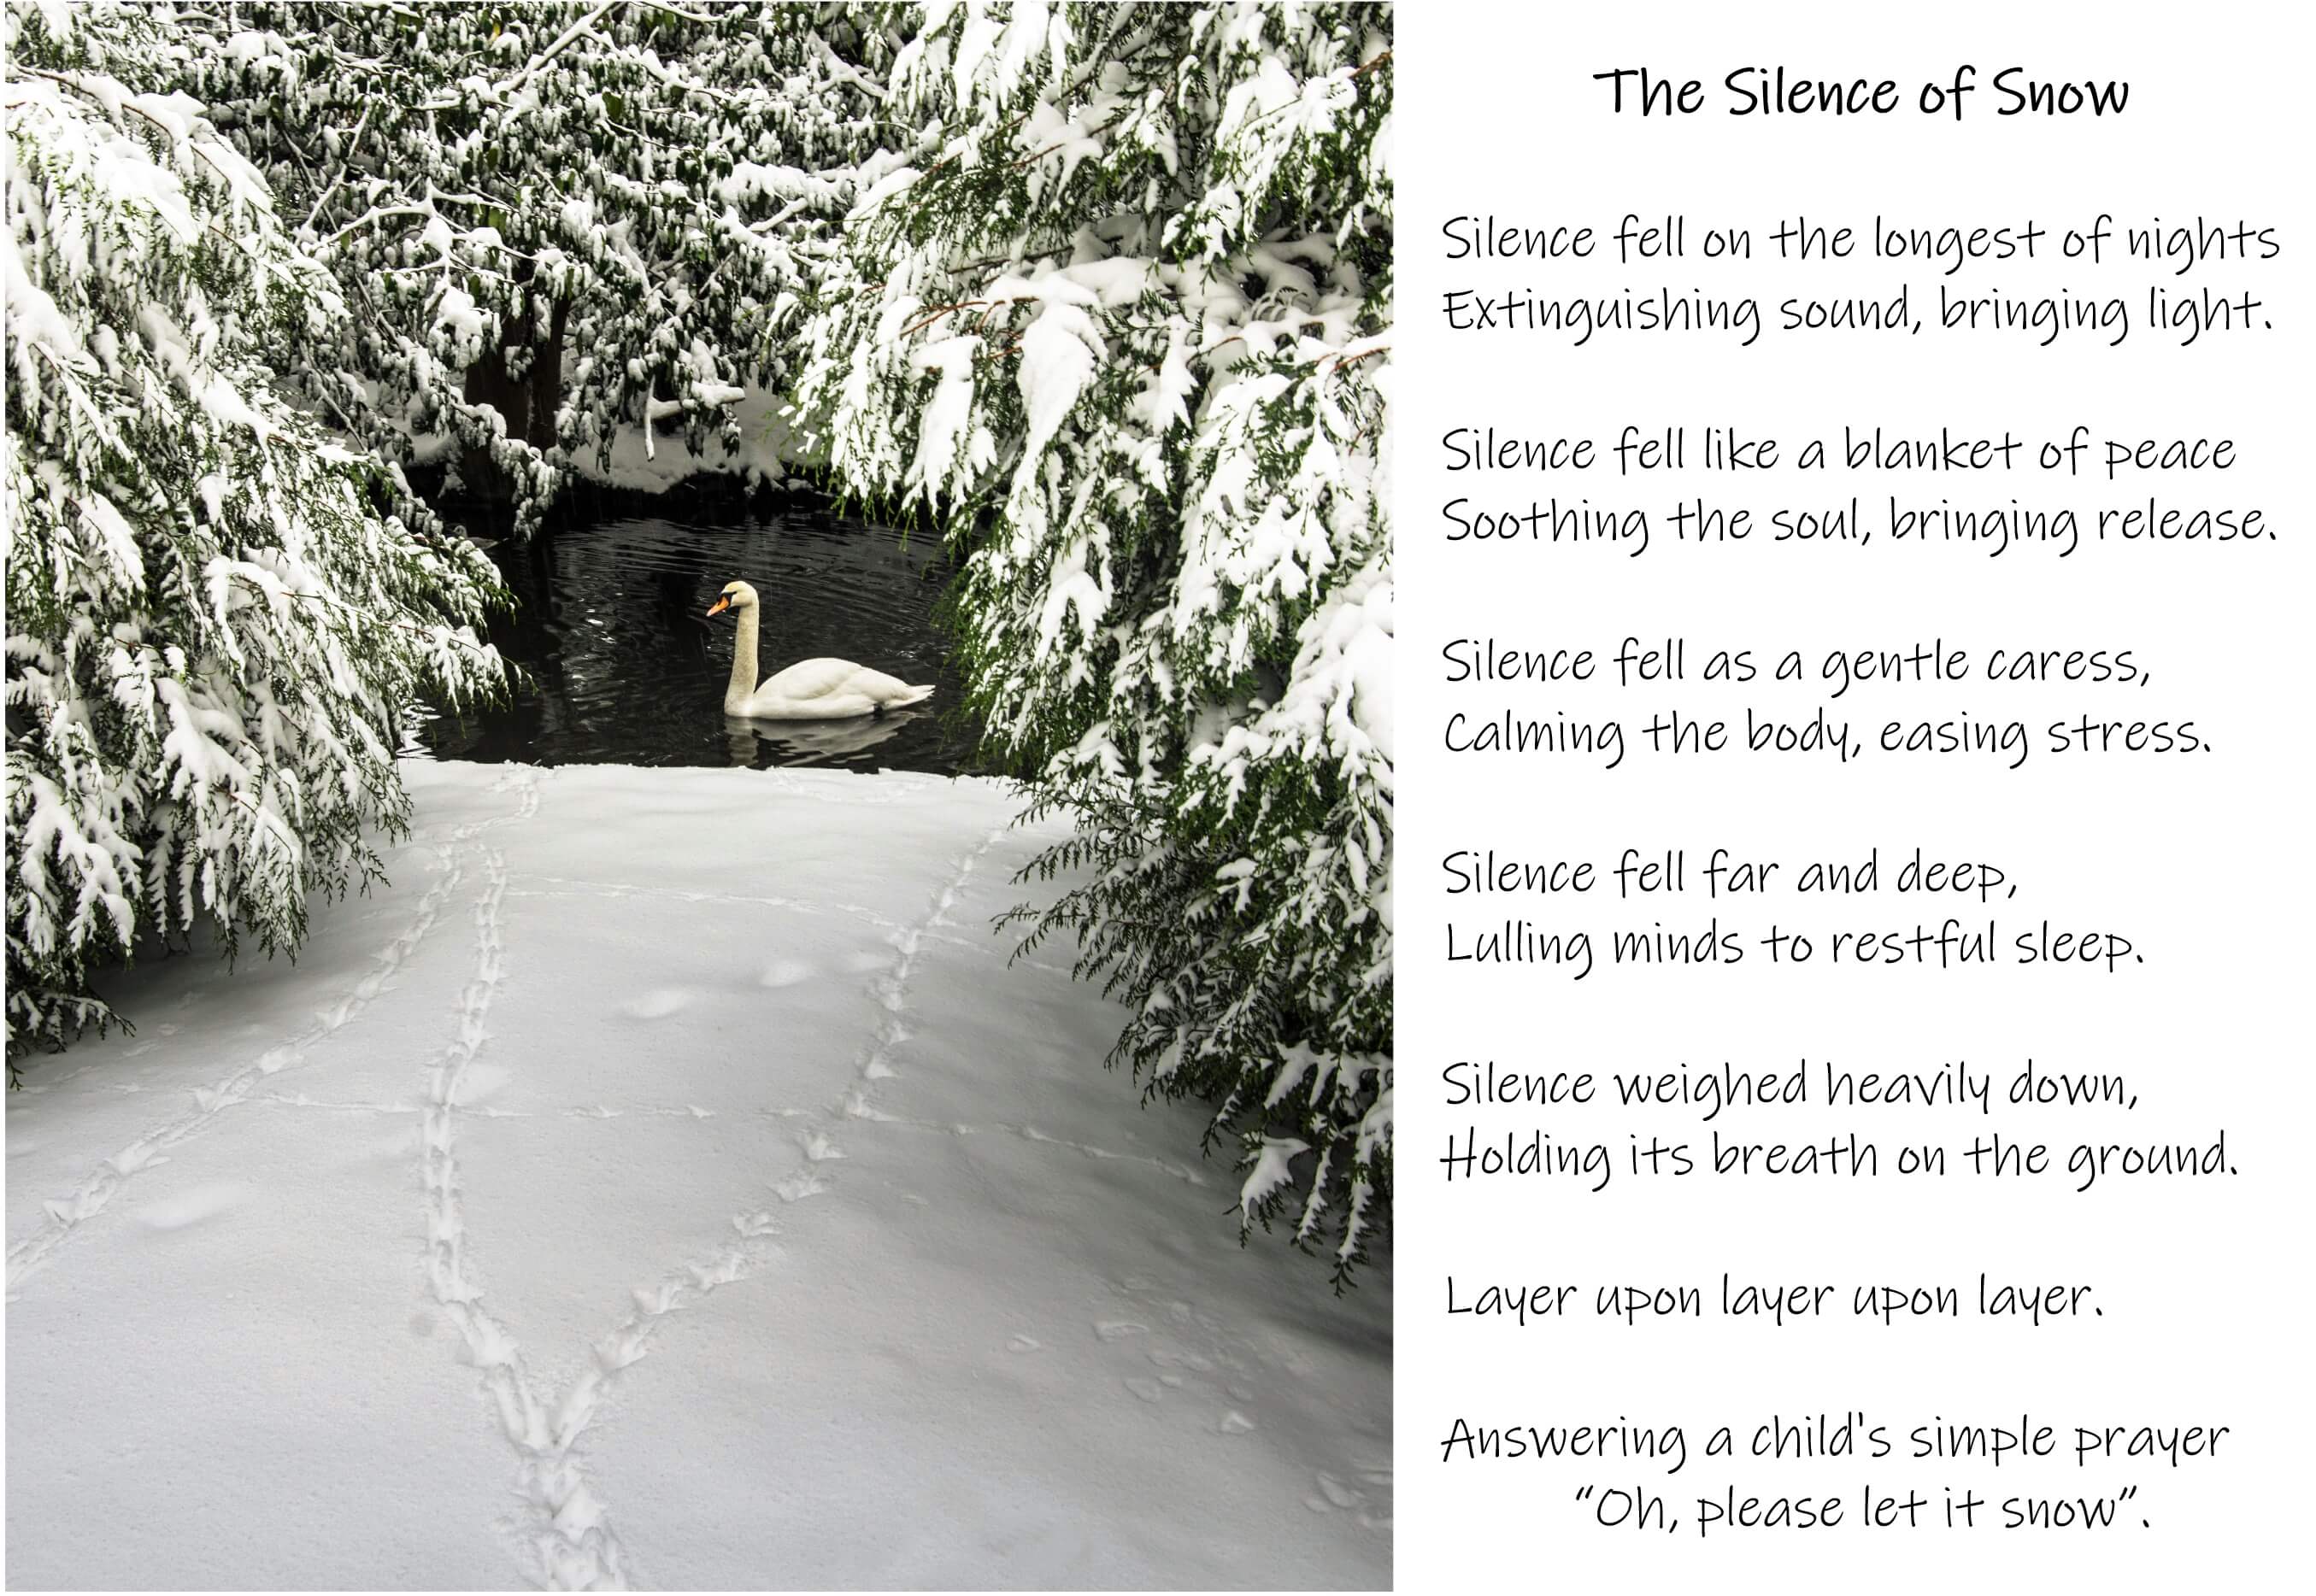 The Silence of Snow
Silence fell on the longest of nights
Extinguishing sound, bringing light.
Silence fell like a blanket of peace
Soothing the soul, bringing release.
Silence fell as a gentle caress,
Calming the body, easing stress.
Silence fell far and deep,
Lulling minds to restful sleep.
Silence weighed heavily down,
Holding its breath on the ground.
Layer upon layer upon layer.
Answering a child's simple prayer
“Oh, please let it snow”.